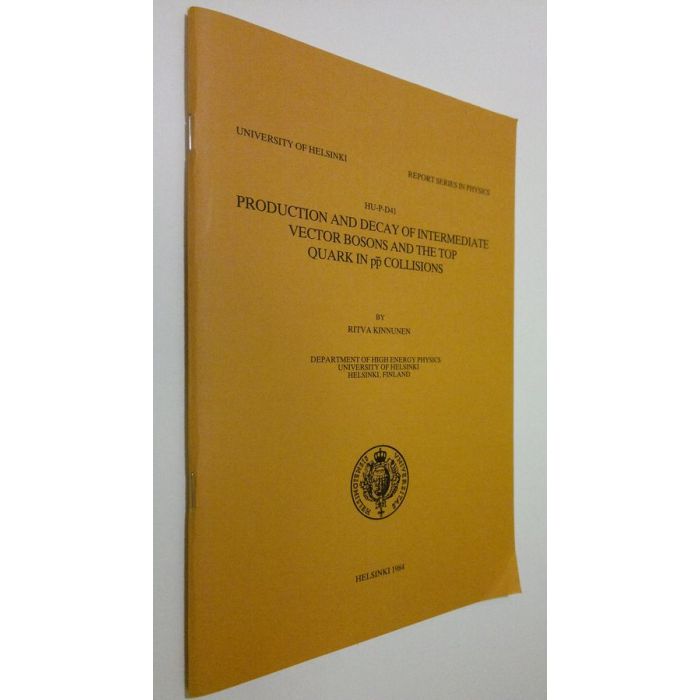 UNIVERSITY OF HELSINKI
REPORT SERIES IN PHYSICS
HU-P-D41
PRODUCTION AND DECAY OF INTERMEDIATE
VECTOR BOSONS AND THE TOP
QUARK IN pp̄ COLLISIONS
BY
RITVA KINNUNEN
DEPARTMENT OF HIGH ENERGY PHYSICS
UNIVERSITY OF HELSINKI
HELSINKI, FINLAND
UNIVERSITAS
HELSINGIENSIS
HELSINKI 1984